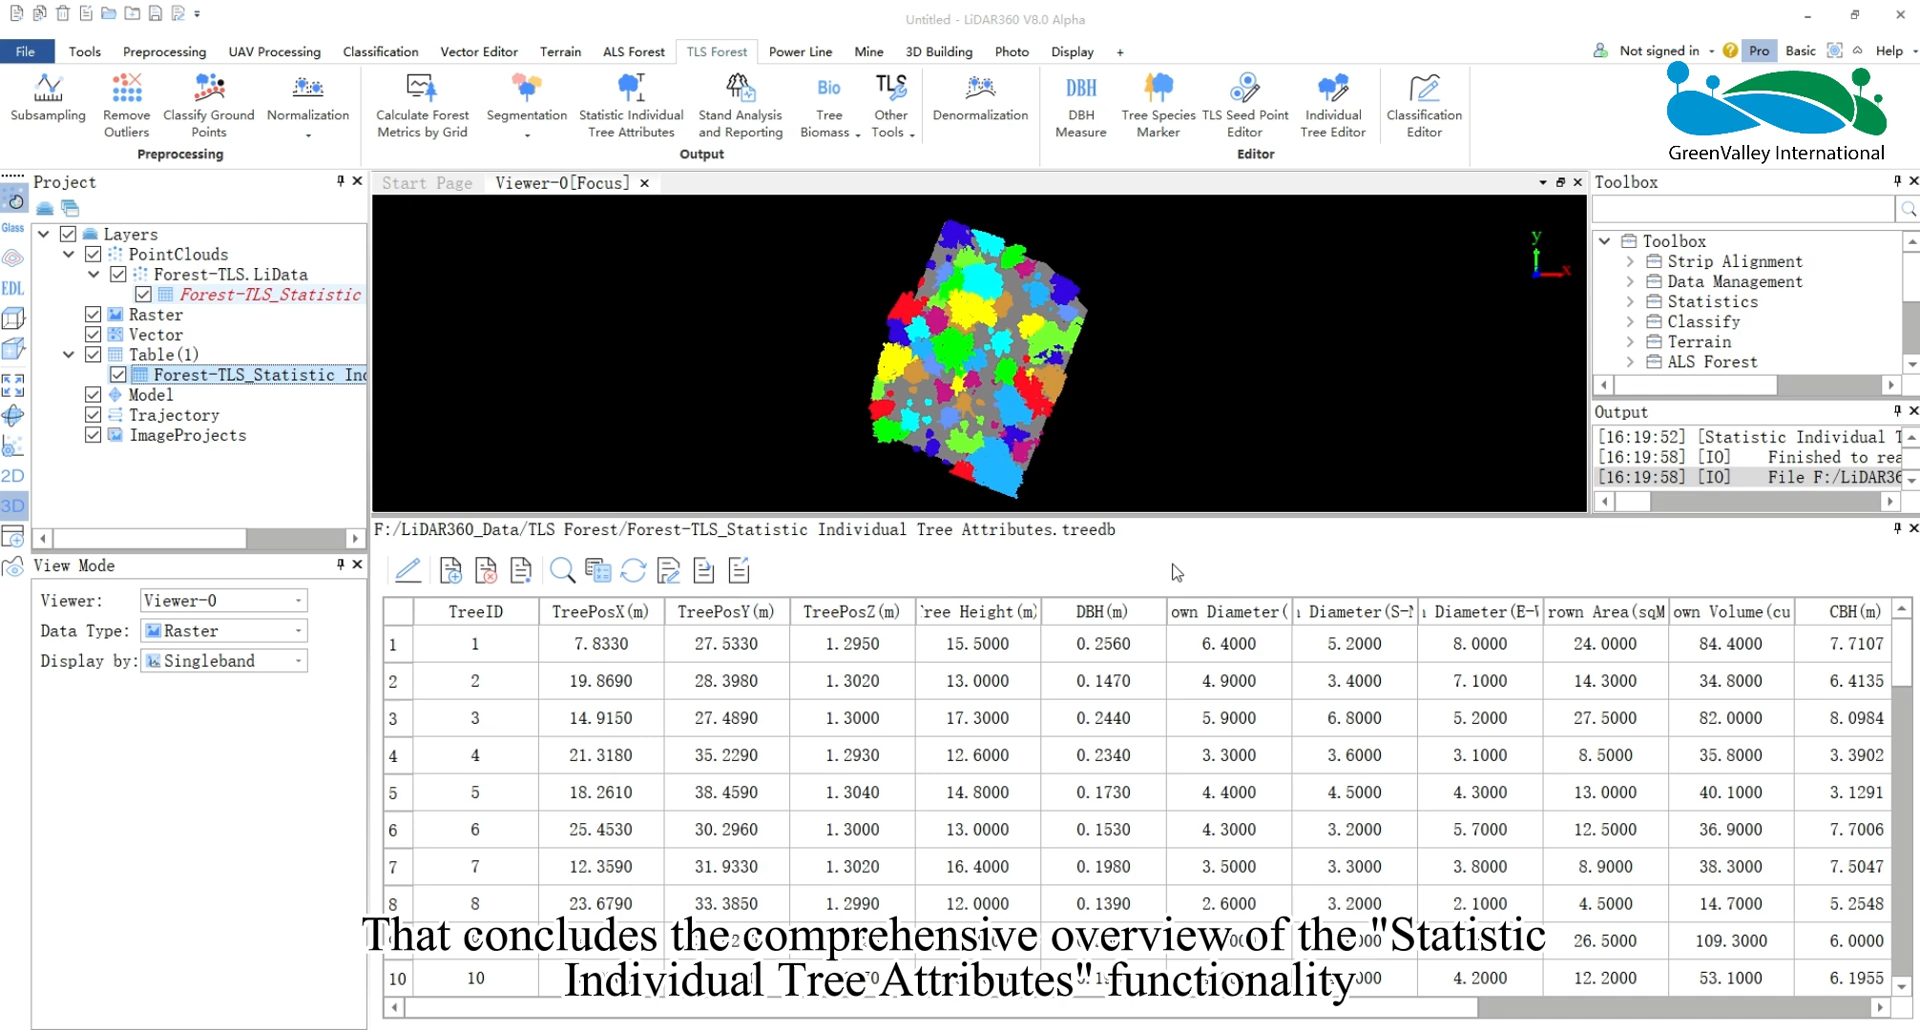 Untitled - LiDAR360 V8.0 Alpha
File Tools Preprocessing UAV Processing Classification Vector Editor Terrain ALS Forest TLS Forest Power Line Mine 3D Building Photo Display + Not signed in Pro Basic Help
Subsampling
Remove Outliers
Classify Ground Points
Normalization
Preprocessing
Calculate Forest Metrics by Grid
Segmentation
Statistic Individual Tree Attributes
Stand Analysis and Reporting
Bio
Tree Biomass
TLS
Other Tools
Denormalization
Output
DBH
DBH Measure
Tree Species Marker
TLS Seed Point Editor
Individual Tree Editor
Classification Editor
Editor
GreenValley International
Project
Glass
EDL
2D
3D
Layers
PointClouds
Forest-TLS.LiData
Forest-TLS_Statistic
Raster
Vector
Table(1)
Forest-TLS_Statistic Inc
Model
Trajectory
ImageProjects
View Mode
Viewer: Viewer-0
Data Type: Raster
Display by: Singleband
Start Page Viewer-0[Focus]
y
x
Toolbox
Toolbox
Strip Alignment
Data Management
Statistics
Classify
Terrain
ALS Forest
Output
[16:19:52] [Statistic Individual T
[16:19:58] [IO] Finished to rea
[16:19:58] [IO] File F:/LiDAR36
F:/LiDAR360_Data/TLS Forest/Forest-TLS_Statistic Individual Tree Attributes.treedb
TreeID TreePosX(m) TreePosY(m) TreePosZ(m) ree Height(m) DBH(m) own Diameter( Diameter(S-N Diameter(E-W rown Area(sqM own Volume(cu CBH(m)
1 1 7.8330 27.5330 1.2950 15.5000 0.2560 6.4000 5.2000 8.0000 24.0000 84.4000 7.7107
2 2 19.8690 28.3980 1.3020 13.0000 0.1470 4.9000 3.4000 7.1000 14.3000 34.8000 6.4135
3 3 14.9150 27.4890 1.3000 17.3000 0.2440 5.9000 6.8000 5.2000 27.5000 82.0000 8.0984
4 4 21.3180 35.2290 1.2930 12.6000 0.2340 3.3000 3.6000 3.1000 8.5000 35.8000 3.3902
5 5 18.2610 38.4590 1.3040 14.8000 0.1730 4.4000 4.5000 4.3000 13.0000 40.1000 3.1291
6 6 25.4530 30.2960 1.3000 13.0000 0.1530 4.3000 3.2000 5.7000 12.5000 36.9000 7.7006
7 7 12.3590 31.9330 1.3020 16.4000 0.1980 3.5000 3.3000 3.8000 8.9000 38.3000 7.5047
8 8 23.6790 33.3850 1.2990 12.0000 0.1390 2.6000 3.2000 2.1000 4.5000 14.7000 5.2548
26.5000 109.3000 6.0000
10 10 4.2000 12.2000 53.1000 6.1955
That concludes the comprehensive overview of the "Statistic
Individual Tree Attributes" functionality